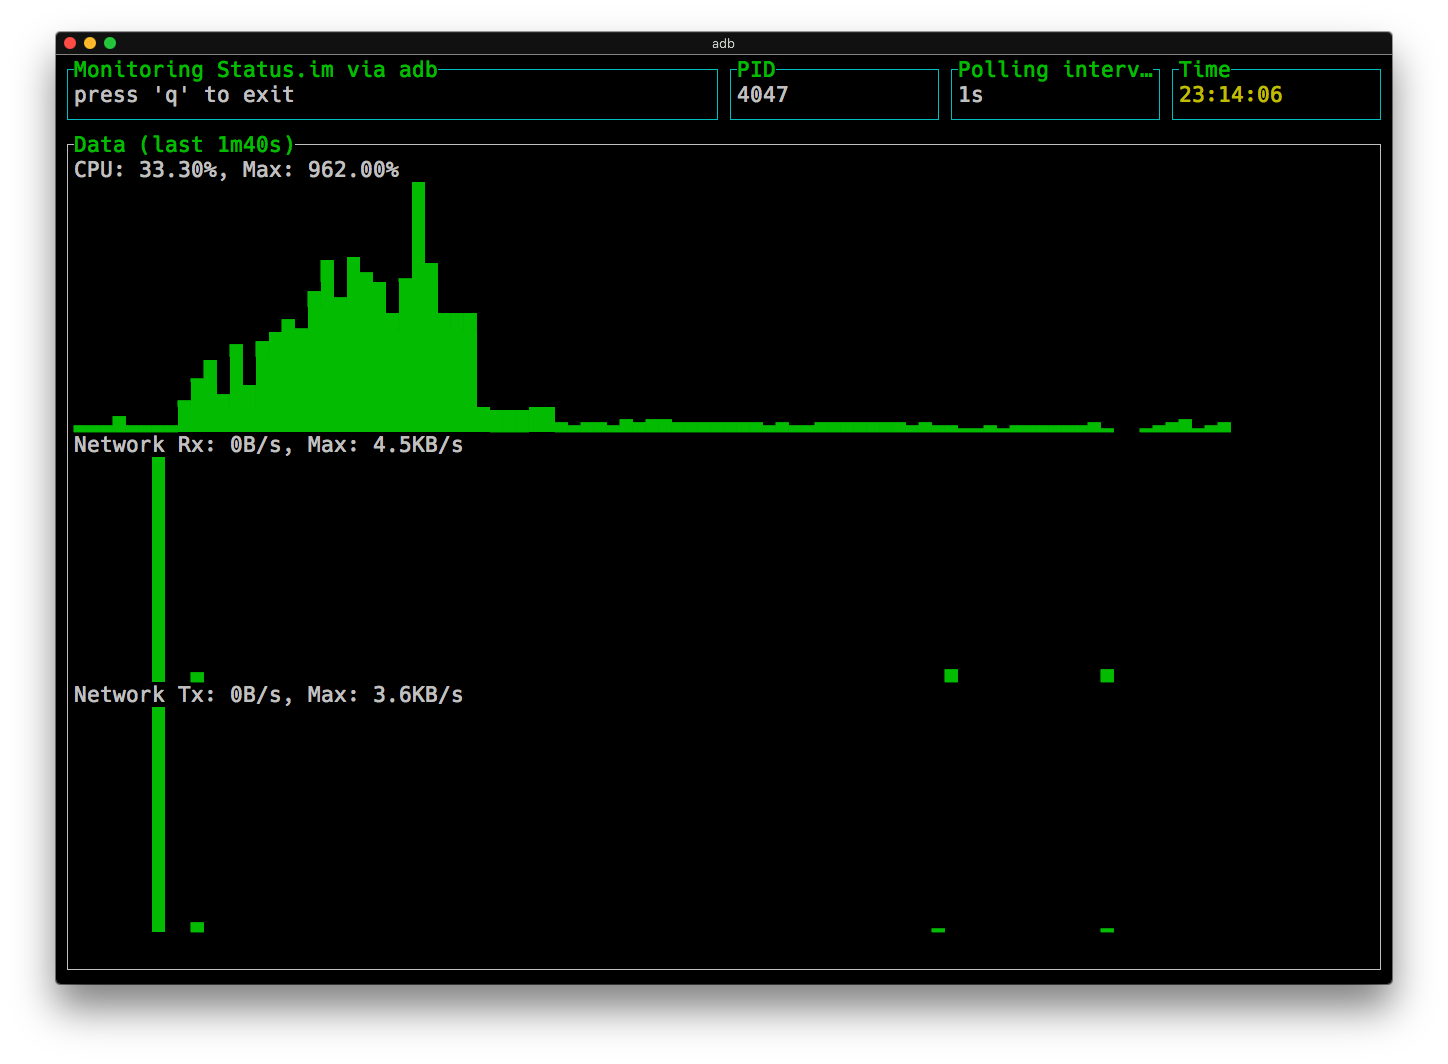 adb
Monitoring Status.im via adb
press 'q' to exit
PID
4047
Polling interv…
1s
Time
23:14:06
Data (last 1m40s)
CPU: 33.30%, Max: 962.00%
Network Rx: 0B/s, Max: 4.5KB/s
Network Tx: 0B/s, Max: 3.6KB/s